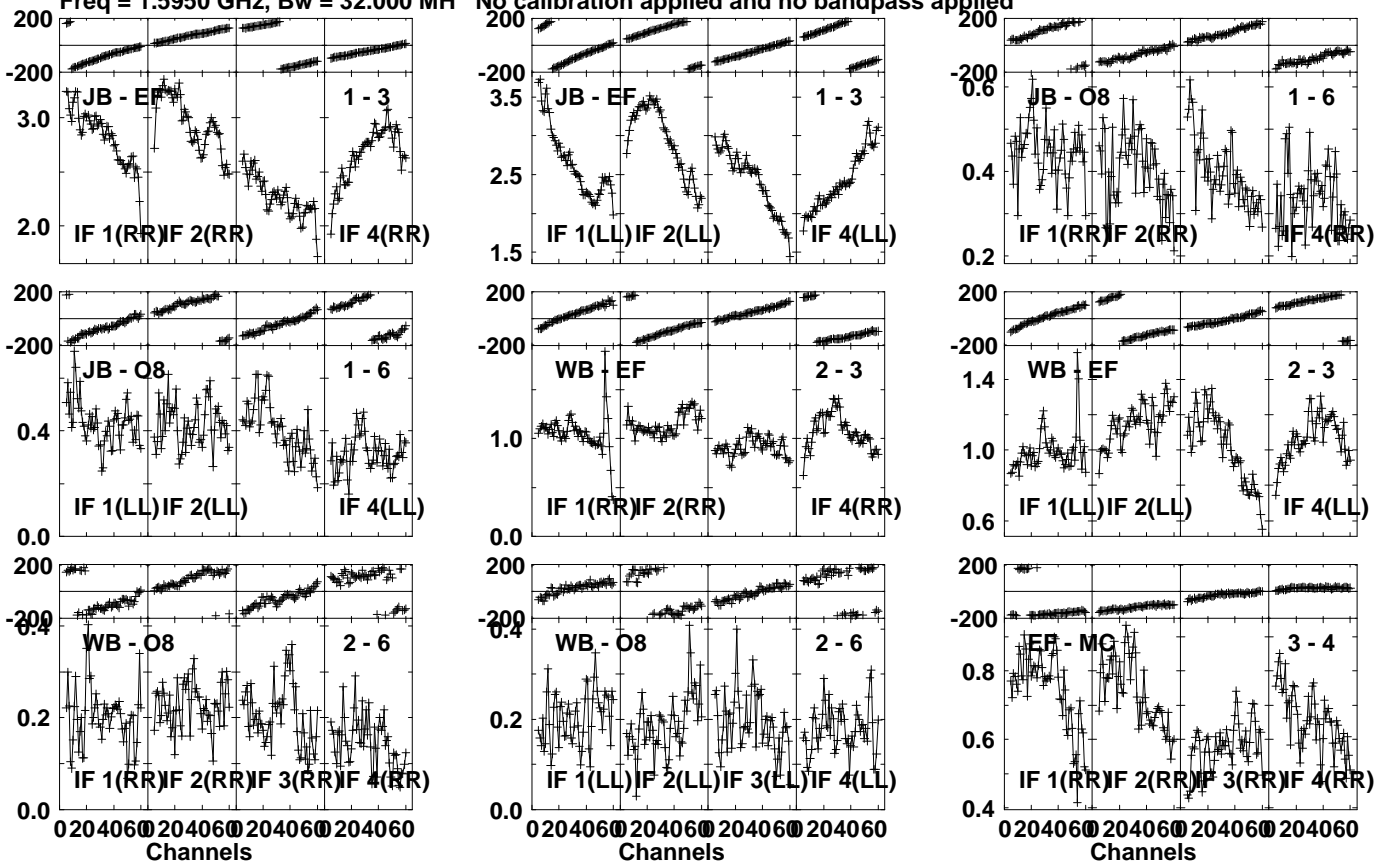 Freq = 1.5950 GHz, Bw = 32.000 MH No calibration applied and no bandpass applied
200
-200
JB - EF 1 - 3
3.0
2.0
IF 1(RR) IF 2(RR) IF 4(RR)
JB - EF 1 - 3
3.5
2.5
1.5
IF 1(LL) IF 2(LL) IF 4(LL)
200
-200
JB - O8 1 - 6
0.6
0.4
0.2
IF 1(RR) IF 2(RR) IF 4(RR)
200
-200
JB - O8 1 - 6
0.4
0.0
IF 1(LL) IF 2(LL) IF 4(LL)
WB - EF 2 - 3
1.0
0.0
IF 1(RR) IF 2(RR) IF 4(RR)
200
-200
WB - EF 2 - 3
1.4
1.0
0.6
IF 1(LL) IF 2(LL) IF 4(LL)
200
-200
WB - O8 2 - 6
0.4
0.2
0.0
IF 1(RR) IF 2(RR) IF 3(RR) IF 4(RR)
0 20 40 60 0 20 40 60 0 20 40 60 0 20 40 60
Channels
WB - O8 2 - 6
0.4
0.2
0.0
IF 1(LL) IF 2(LL) IF 3(LL) IF 4(LL)
0 20 40 60 0 20 40 60 0 20 40 60 0 20 40 60
Channels
200
-200
EF - MC 3 - 4
0.8
0.6
0.4
IF 1(RR) IF 2(RR) IF 3(RR) IF 4(RR)
0 20 40 60 0 20 40 60 0 20 40 60 0 20 40 60
Channels